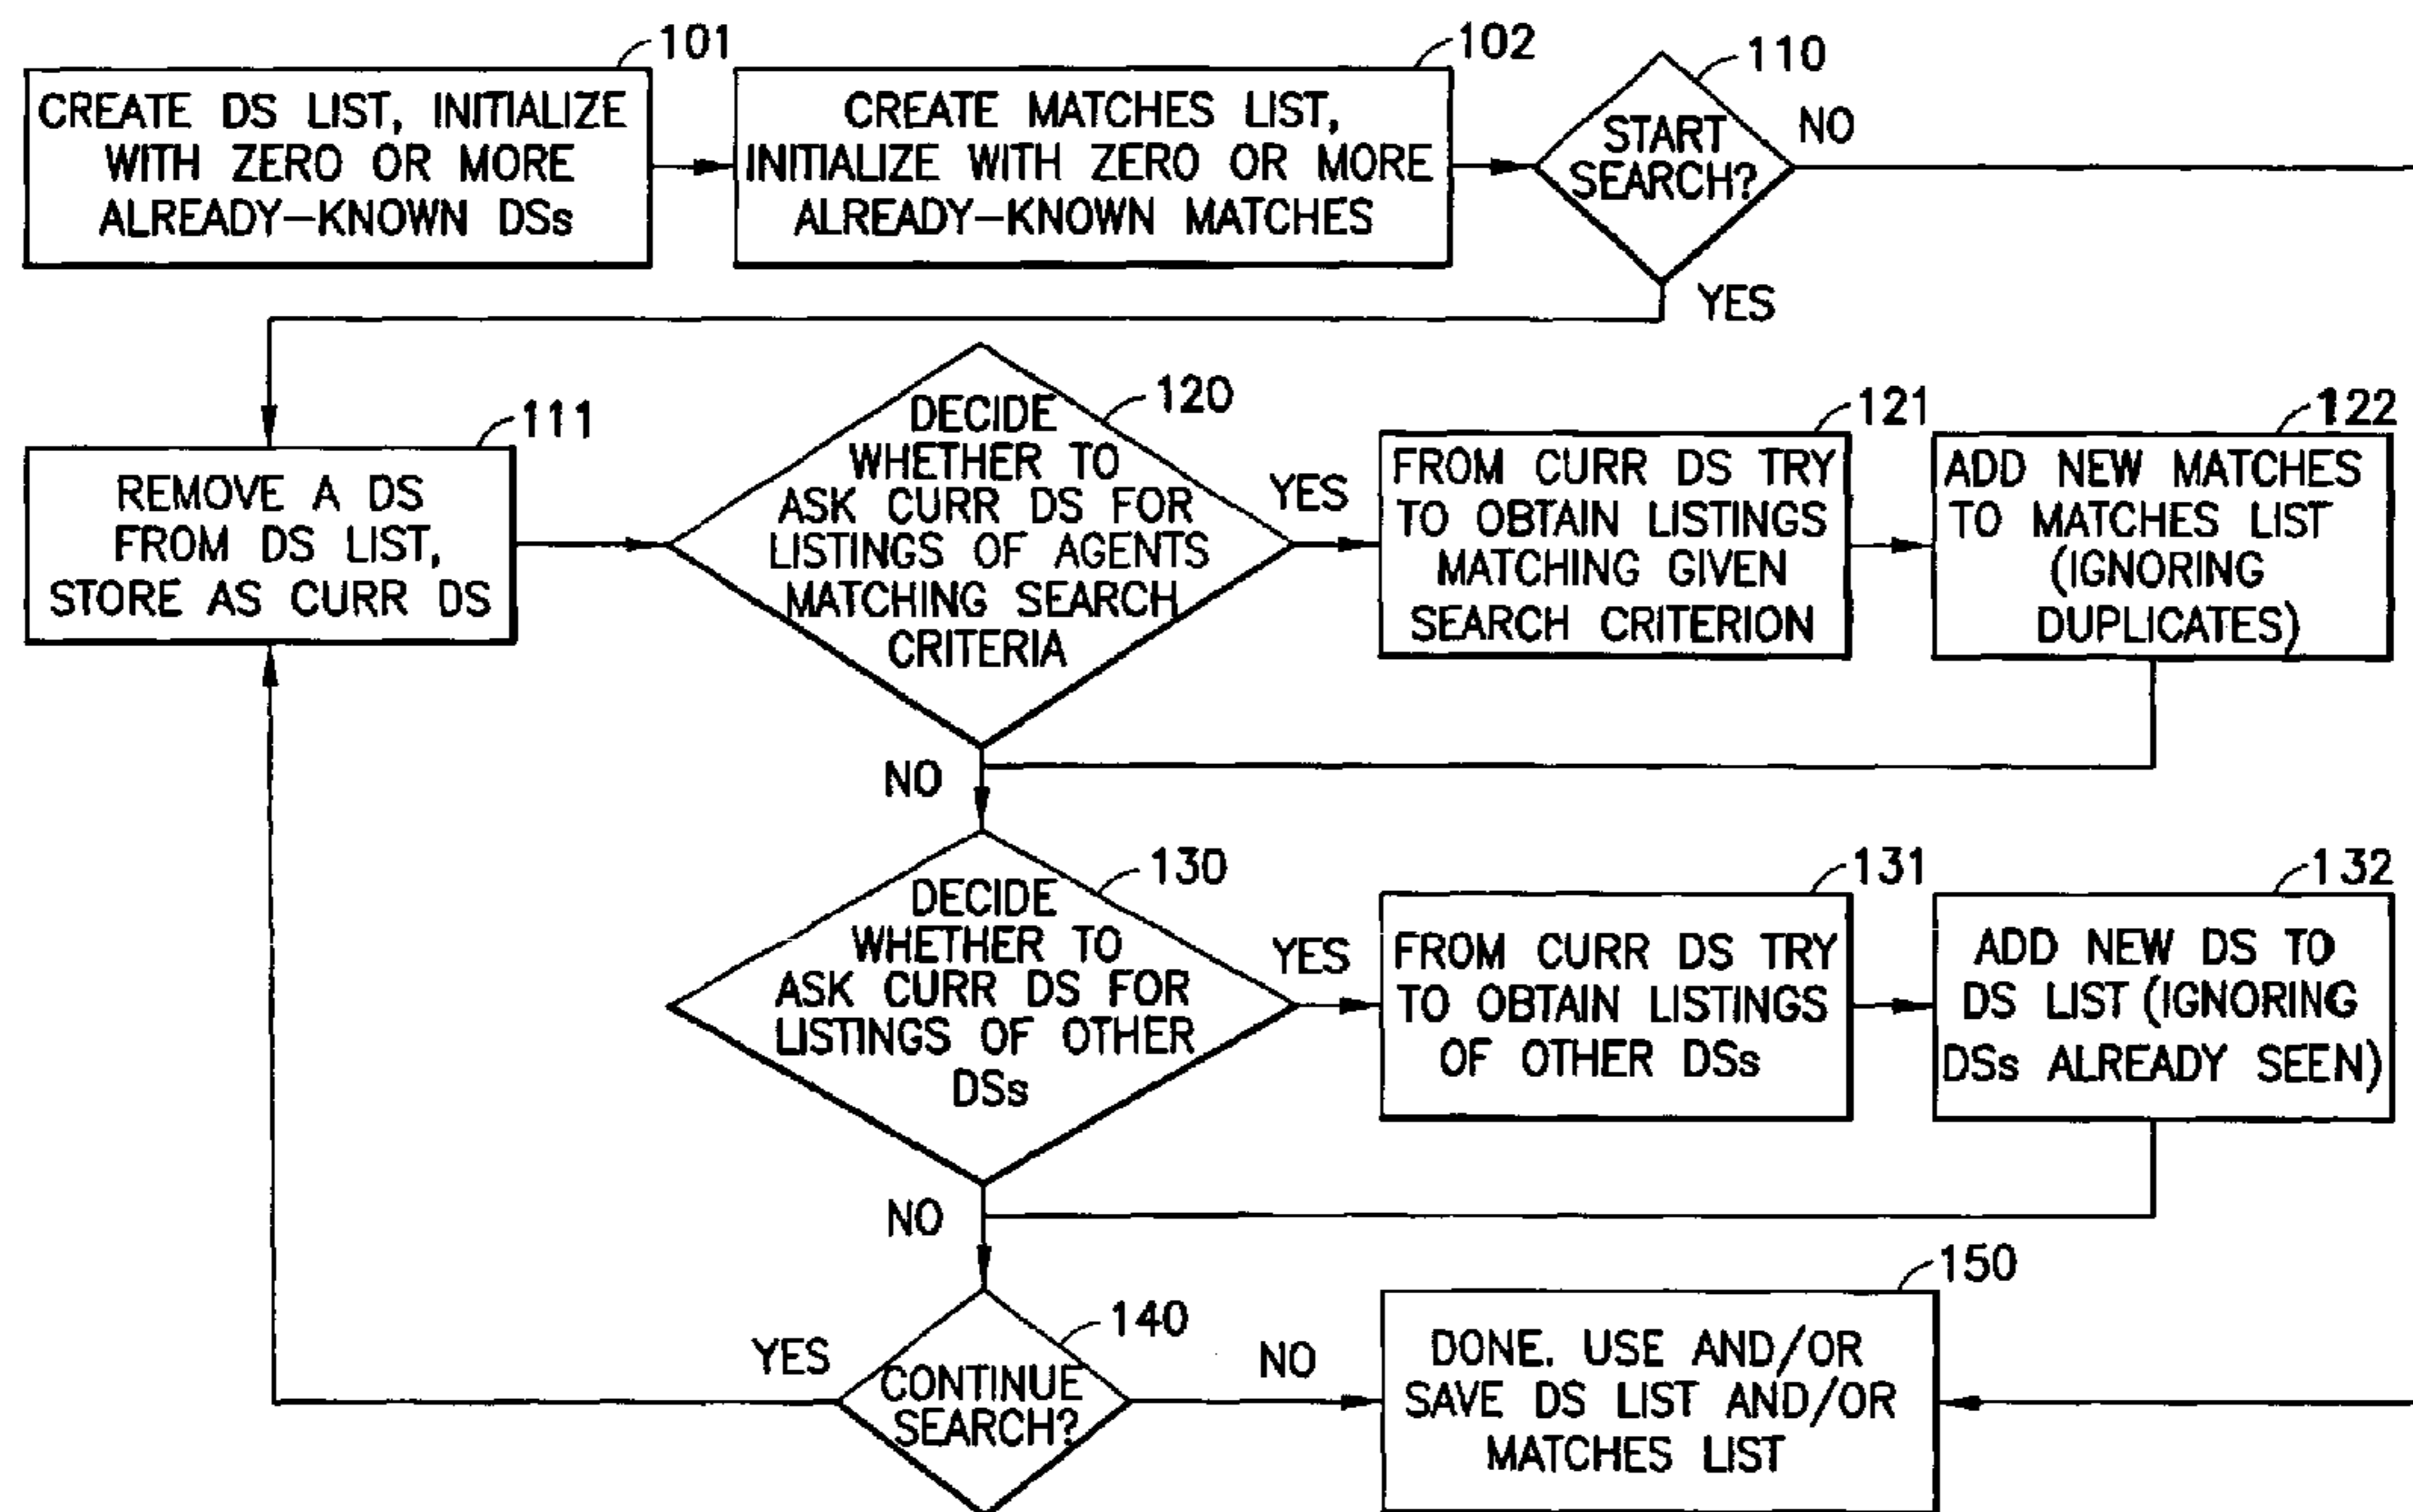 101
CREATE DS LIST, INITIALIZE
WITH ZERO OR MORE
ALREADY-KNOWN DSs
102
CREATE MATCHES LIST,
INITIALIZE WITH ZERO OR MORE
ALREADY-KNOWN MATCHES
110
START
SEARCH?
NO
YES
111
REMOVE A DS
FROM DS LIST,
STORE AS CURR DS
120
DECIDE
WHETHER TO
ASK CURR DS FOR
LISTINGS OF AGENTS
MATCHING SEARCH
CRITERIA
YES
NO
121
FROM CURR DS TRY
TO OBTAIN LISTINGS
MATCHING GIVEN
SEARCH CRITERION
122
ADD NEW MATCHES
TO MATCHES LIST
(IGNORING
DUPLICATES)
130
DECIDE
WHETHER TO
ASK CURR DS FOR
LISTINGS OF OTHER
DSs
YES
NO
131
FROM CURR DS TRY
TO OBTAIN LISTINGS
OF OTHER DSs
132
ADD NEW DS TO
DS LIST (IGNORING
DSs ALREADY SEEN)
140
CONTINUE
SEARCH?
YES
NO
150
DONE. USE AND/OR
SAVE DS LIST AND/OR
MATCHES LIST